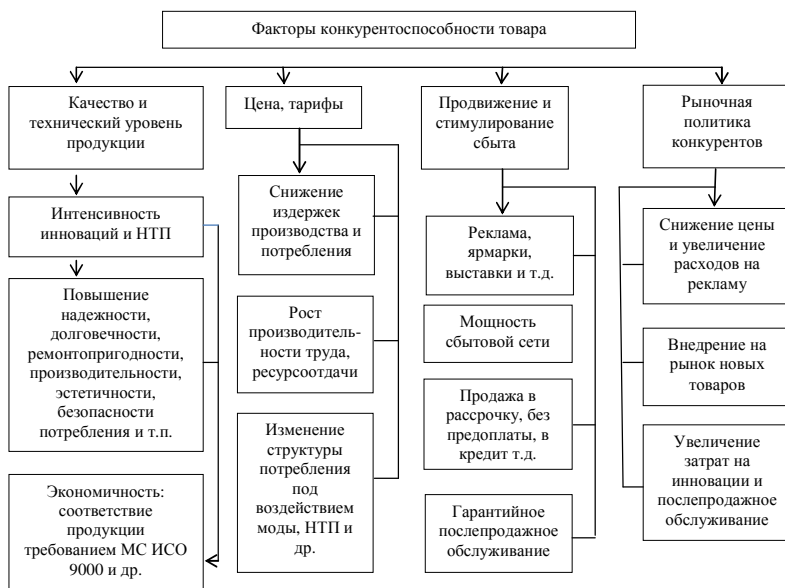 Факторы конкурентоспособности товара
Качество и
технический уровень
продукции
Интенсивность
инноваций и НТП
Повышение
надежности,
долговечности,
ремонтопригодности,
производительности,
эстетичности,
безопасности
потребления и т.п.
Экономичность:
соответствие
продукции
требованием МС ИСО
9000 и др.
Цена, тарифы
Снижение
издержек
производства и
потребления
Рост
производитель-
ности труда,
ресурсоотдачи
Изменение
структуры
потребления
под
воздействием
моды, НТП и
др.
Продвижение и
стимулирование
сбыта
Реклама,
ярмарки,
выставки и т.д.
Мощность
сбытовой сети
Продажа в
рассрочку, без
предоплаты, в
кредит т.д.
Гарантийное
послепродажное
обслуживание
Рыночная
политика
конкурентов
Снижение цены
и увеличение
расходов на
рекламу
Внедрение на
рынок новых
товаров
Увеличение
затрат на
инновации и
послепродажное
обслуживание